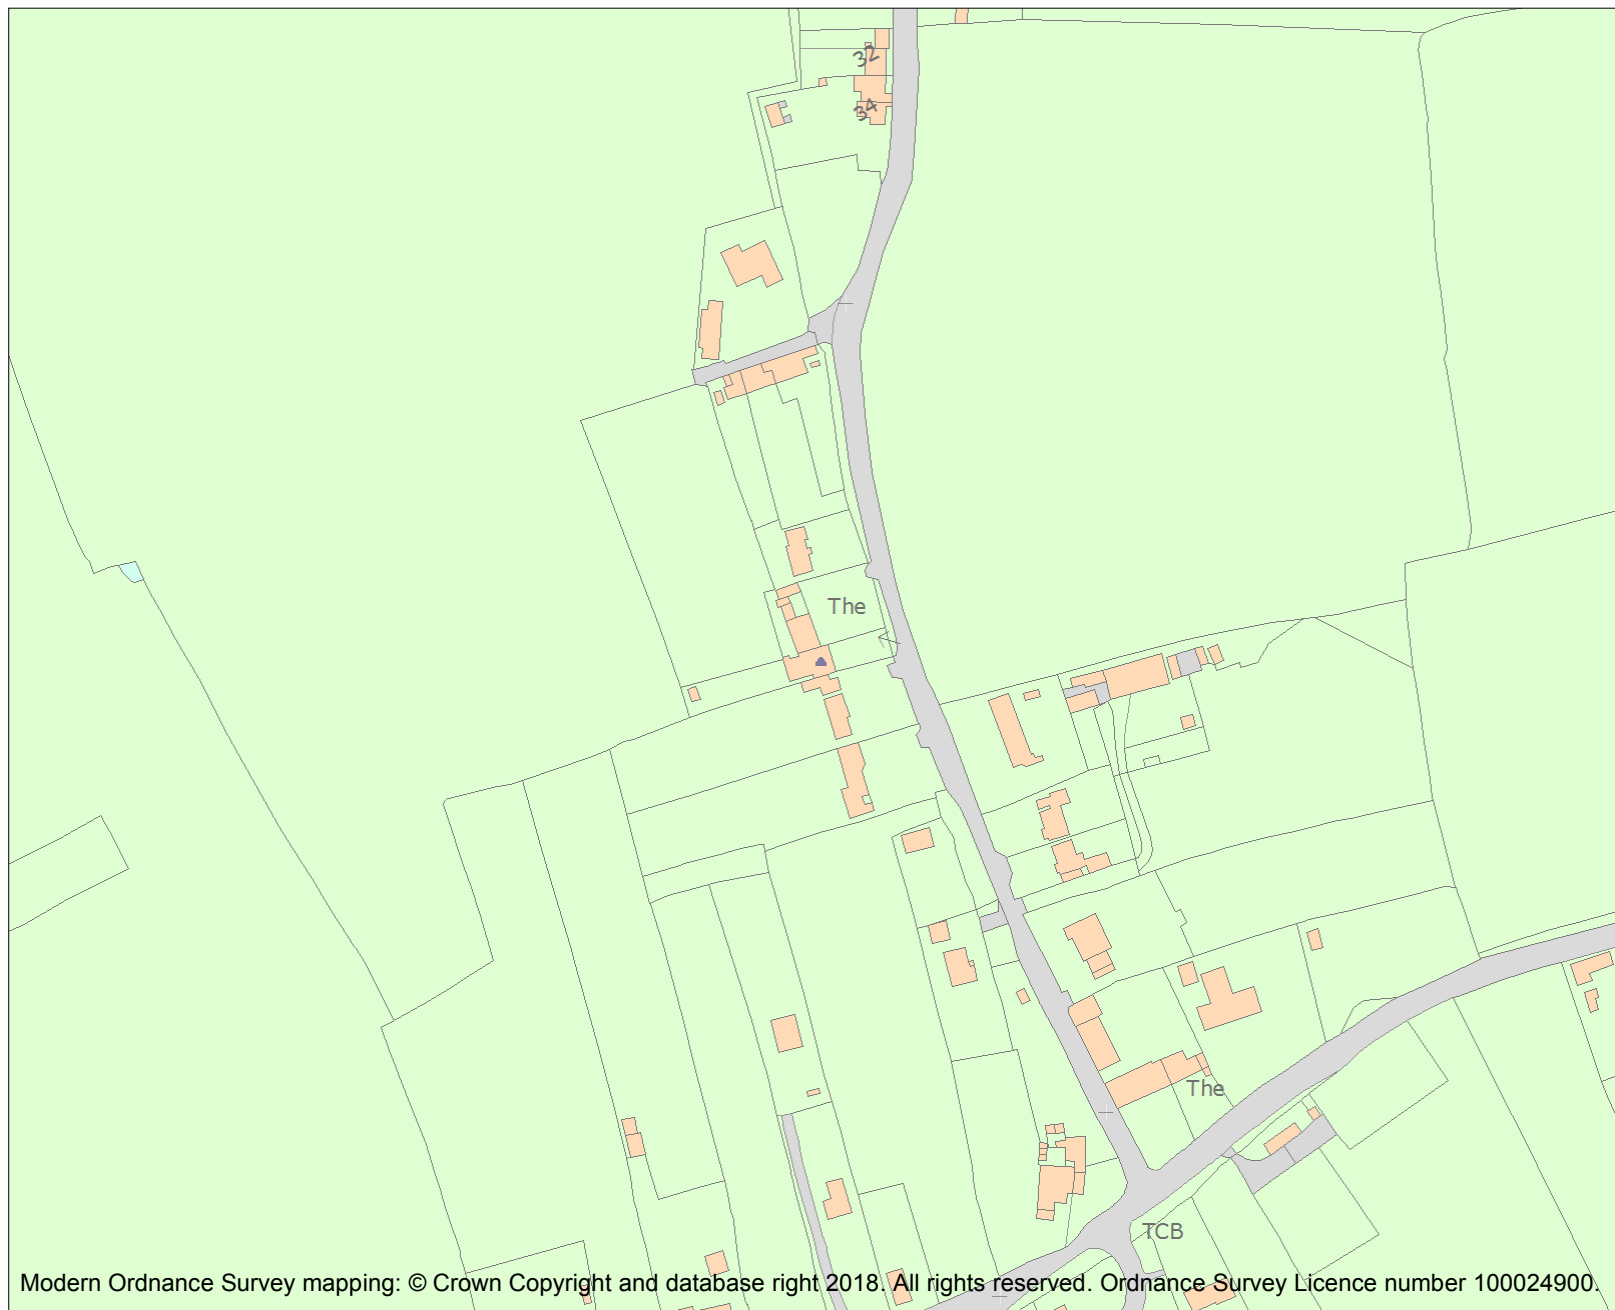 32
34
The
The
TCB
Modern Ordnance Survey mapping: © Crown Copyright and database right 2018. All rights reserved. Ordnance Survey Licence number 100024900.